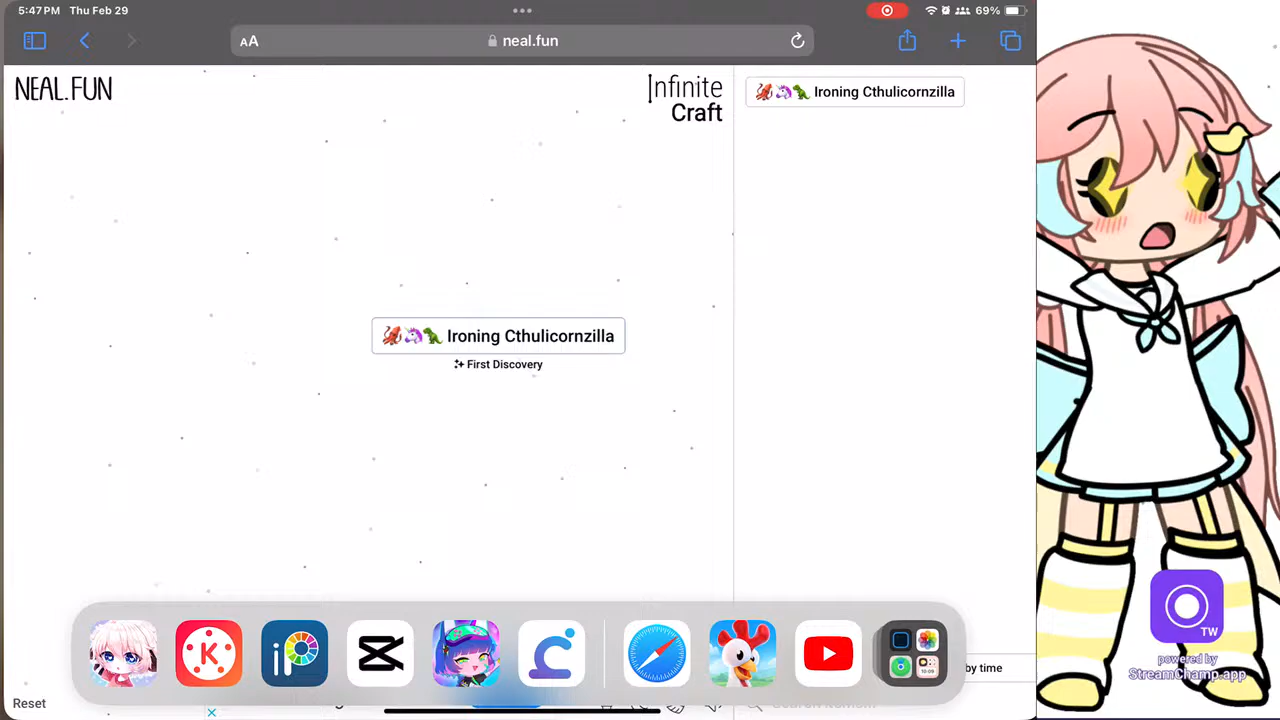 5:47 PM Thu Feb 29
69%
AA
neal.fun
NEAL.FUN
Infinite
Craft
🦑🦄🦖 Ironing Cthulicornzilla
🦑🦄🦖 Ironing Cthulicornzilla
First Discovery
K
iP
by time
Reset
TW
powered by
StreamChamp.app